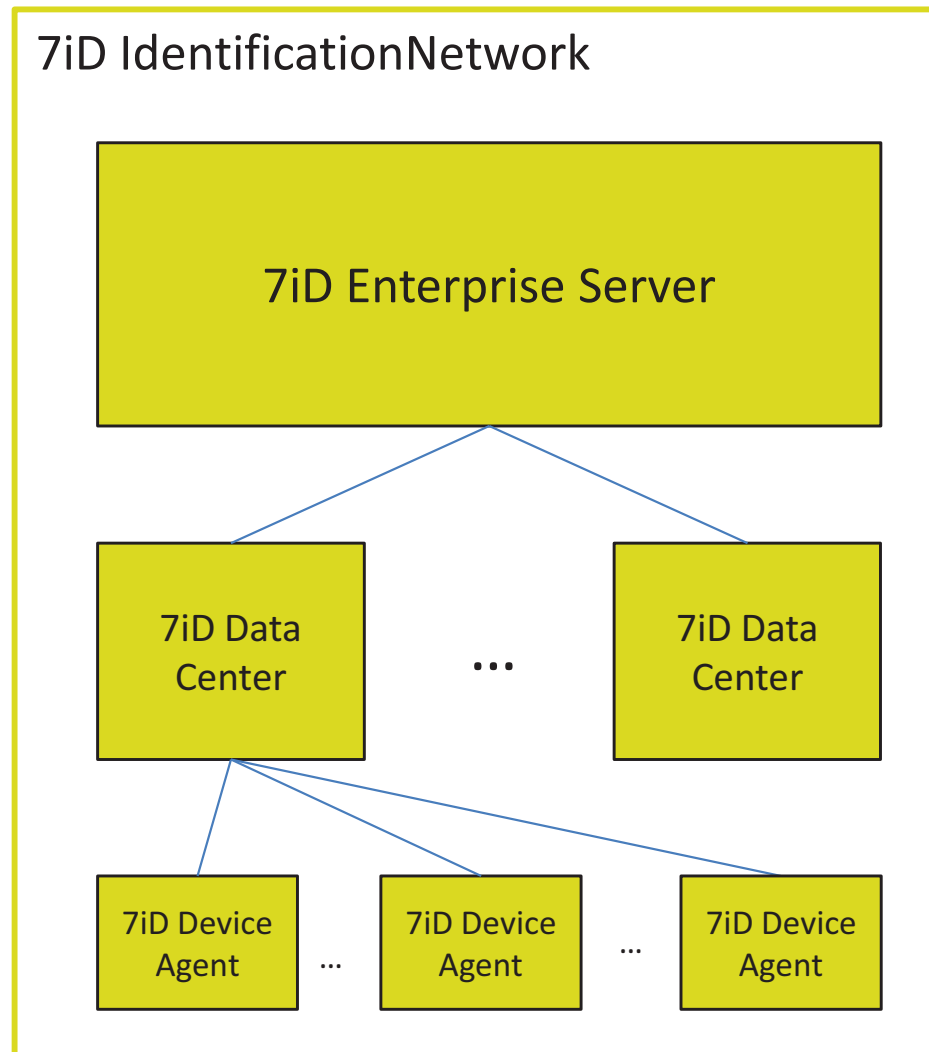 7iD IdentificationNetwork
7iD Enterprise Server
7iD Data
Center
...
7iD Data
Center
7iD Device
Agent
...
7iD Device
Agent
...
7iD Device
Agent